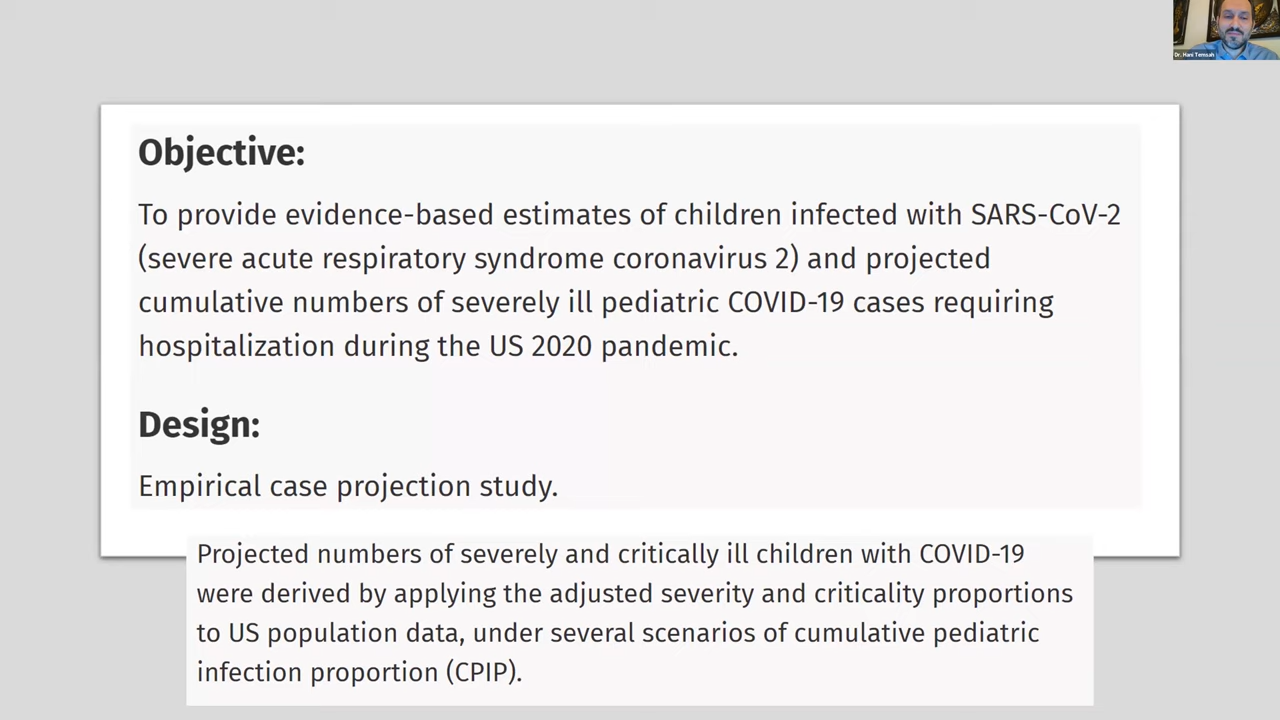 Dr. Hani Temsah
Objective:
To provide evidence-based estimates of children infected with SARS-CoV-2
(severe acute respiratory syndrome coronavirus 2) and projected
cumulative numbers of severely ill pediatric COVID-19 cases requiring
hospitalization during the US 2020 pandemic.
Design:
Empirical case projection study.
Projected numbers of severely and critically ill children with COVID-19
were derived by applying the adjusted severity and criticality proportions
to US population data, under several scenarios of cumulative pediatric
infection proportion (CPIP).